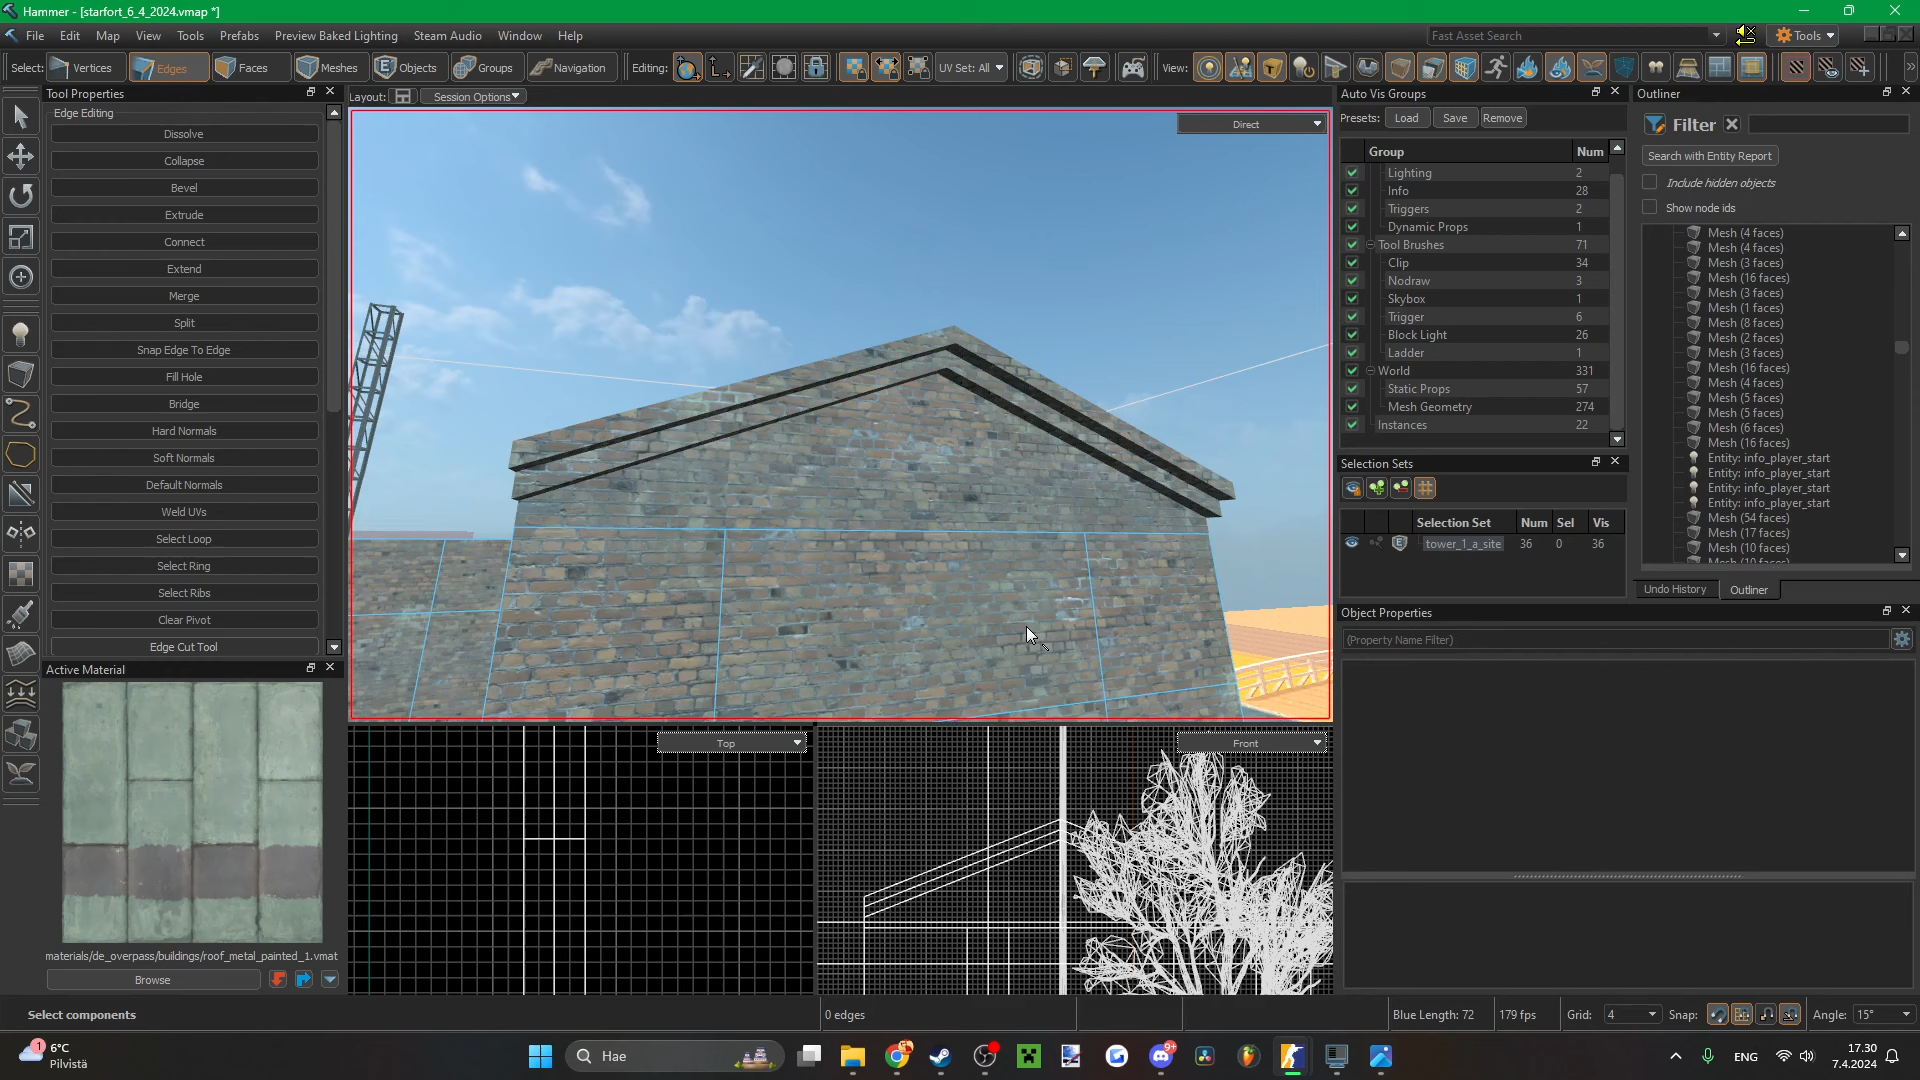 Hammer - [starfort_6_4_2024.vmap *]
File Edit Map View Tools Prefabs Preview Baked Lighting Steam Audio Window Help
Fast Asset Search
Tools
Select: Vertices Edges Faces Meshes Objects Groups Navigation Editing: UV Set: All View:
Tool Properties
Edge Editing
Dissolve
Collapse
Bevel
Extrude
Connect
Extend
Merge
Split
Snap Edge To Edge
Fill Hole
Bridge
Hard Normals
Soft Normals
Default Normals
Weld UVs
Select Loop
Select Ring
Select Ribs
Clear Pivot
Edge Cut Tool
Active Material
materials/de_overpass/buildings/roof_metal_painted_1.vmat
Browse
Layout: Session Options
Direct
Top
Front
Auto Vis Groups
Presets: Load Save Remove
Group Num
Lighting 2
Info 28
Triggers 2
Dynamic Props 1
Tool Brushes 71
Clip 34
Nodraw 3
Skybox 1
Trigger 6
Block Light 26
Ladder 1
World 331
Static Props 57
Mesh Geometry 274
Instances 22
Selection Sets
Selection Set Num Sel Vis
tower_1_a_site 36 0 36
Outliner
Filter
Search with Entity Report
Include hidden objects
Show node ids
Mesh (4 faces)
Mesh (4 faces)
Mesh (3 faces)
Mesh (16 faces)
Mesh (3 faces)
Mesh (1 faces)
Mesh (8 faces)
Mesh (2 faces)
Mesh (3 faces)
Mesh (16 faces)
Mesh (4 faces)
Mesh (5 faces)
Mesh (5 faces)
Mesh (6 faces)
Mesh (16 faces)
Entity: info_player_start
Entity: info_player_start
Entity: info_player_start
Entity: info_player_start
Mesh (54 faces)
Mesh (17 faces)
Mesh (10 faces)
Undo History Outliner
Object Properties
(Property Name Filter)
Select components
0 edges
Blue Length: 72
179 fps
Grid: 4
Snap:
Angle: 15°
1
6°C
Pilvistä
Hae
9+
ENG
17.30
7.4.2024